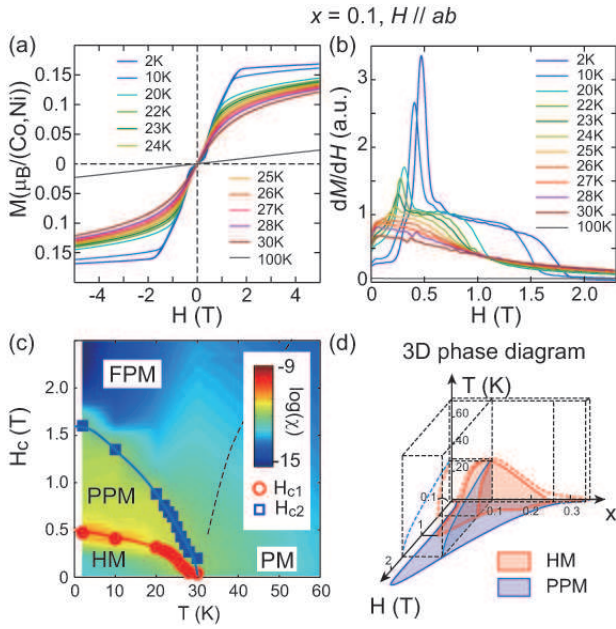 x = 0.1, H // ab
(a)
0.15
0.10
0.05
0
0.05
0.10
0.15
M(μB/(Co,Ni))
2K
10K
20K
22K
23K
24K
25K
26K
27K
28K
30K
100K
-4 -2 0 2 4
H (T)
(b)
3
2
1
0
dM/dH (a.u.)
2K
10K
20K
22K
23K
24K
25K
26K
27K
28K
30K
100K
0 0.5 1.0 1.5 2.0
H (T)
(c)
2.0
1.5
1.0
0.5
0
Hc (T)
FPM
PPM
HM
PM
-9
log(χ)
-15
Hc1
Hc2
0 20 40 60
T (K)
(d)
3D phase diagram
T (K)
60
40
20
0.1
0.1 0.2 0.3
x
2
H (T)
HM
PPM